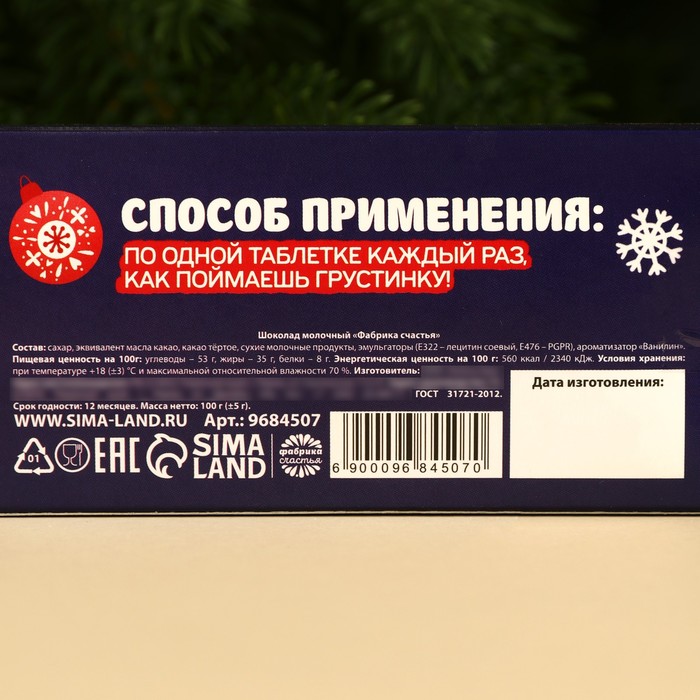 СПОСОБ ПРИМЕНЕНИЯ:
ПО ОДНОЙ ТАБЛЕТКЕ КАЖДЫЙ РАЗ,
КАК ПОЙМАЕШЬ ГРУСТИНКУ!
Шоколад молочный «Фабрика счастья»
Состав: сахар, эквивалент масла какао, какао тёртое, сухие молочные продукты, эмульгаторы (Е322 – лецитин соевый, Е476 – PGPR), ароматизатор «Ванилин».
Пищевая ценность на 100г: углеводы – 53 г, жиры – 35 г, белки – 8 г. Энергетическая ценность на 100 г: 560 ккал / 2340 кДж. Условия хранения:
при температуре +18 (±3) °С и максимальной относительной влажности 70 %. Изготовитель:
ГОСТ 31721-2012.
Срок годности: 12 месяцев. Масса нетто: 100 г (±5 г).
WWW.SIMA-LAND.RU Арт.: 9684507
Дата изготовления:
01
EAC
SIMA
LAND
фабрика
счастья
6 900096 845070